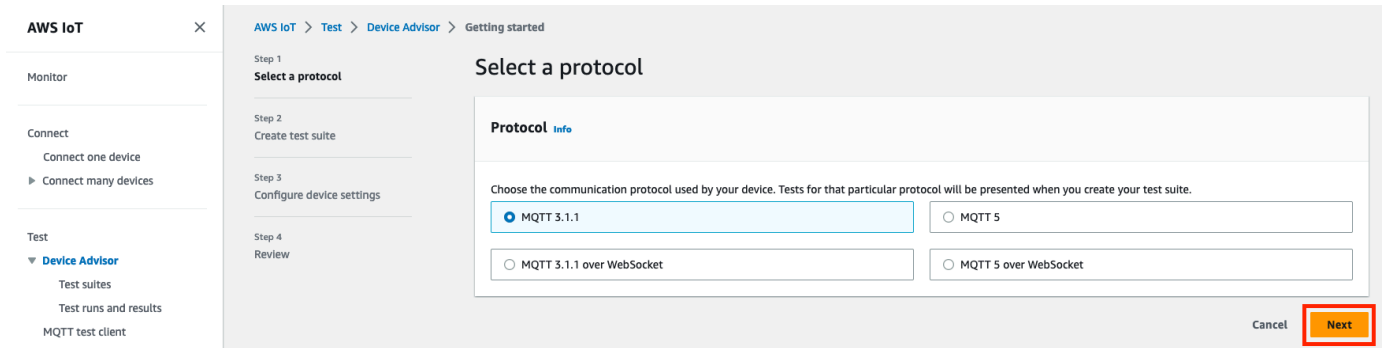 AWS IoT
Monitor
Connect
Connect one device
Connect many devices
Test
Device Advisor
Test suites
Test runs and results
MQTT test client
AWS IoT > Test > Device Advisor > Getting started
Step 1
Select a protocol
Step 2
Create test suite
Step 3
Configure device settings
Step 4
Review
Select a protocol
Protocol Info
Choose the communication protocol used by your device. Tests for that particular protocol will be presented when you create your test suite.
MQTT 3.1.1
MQTT 5
MQTT 3.1.1 over WebSocket
MQTT 5 over WebSocket
Cancel
Next